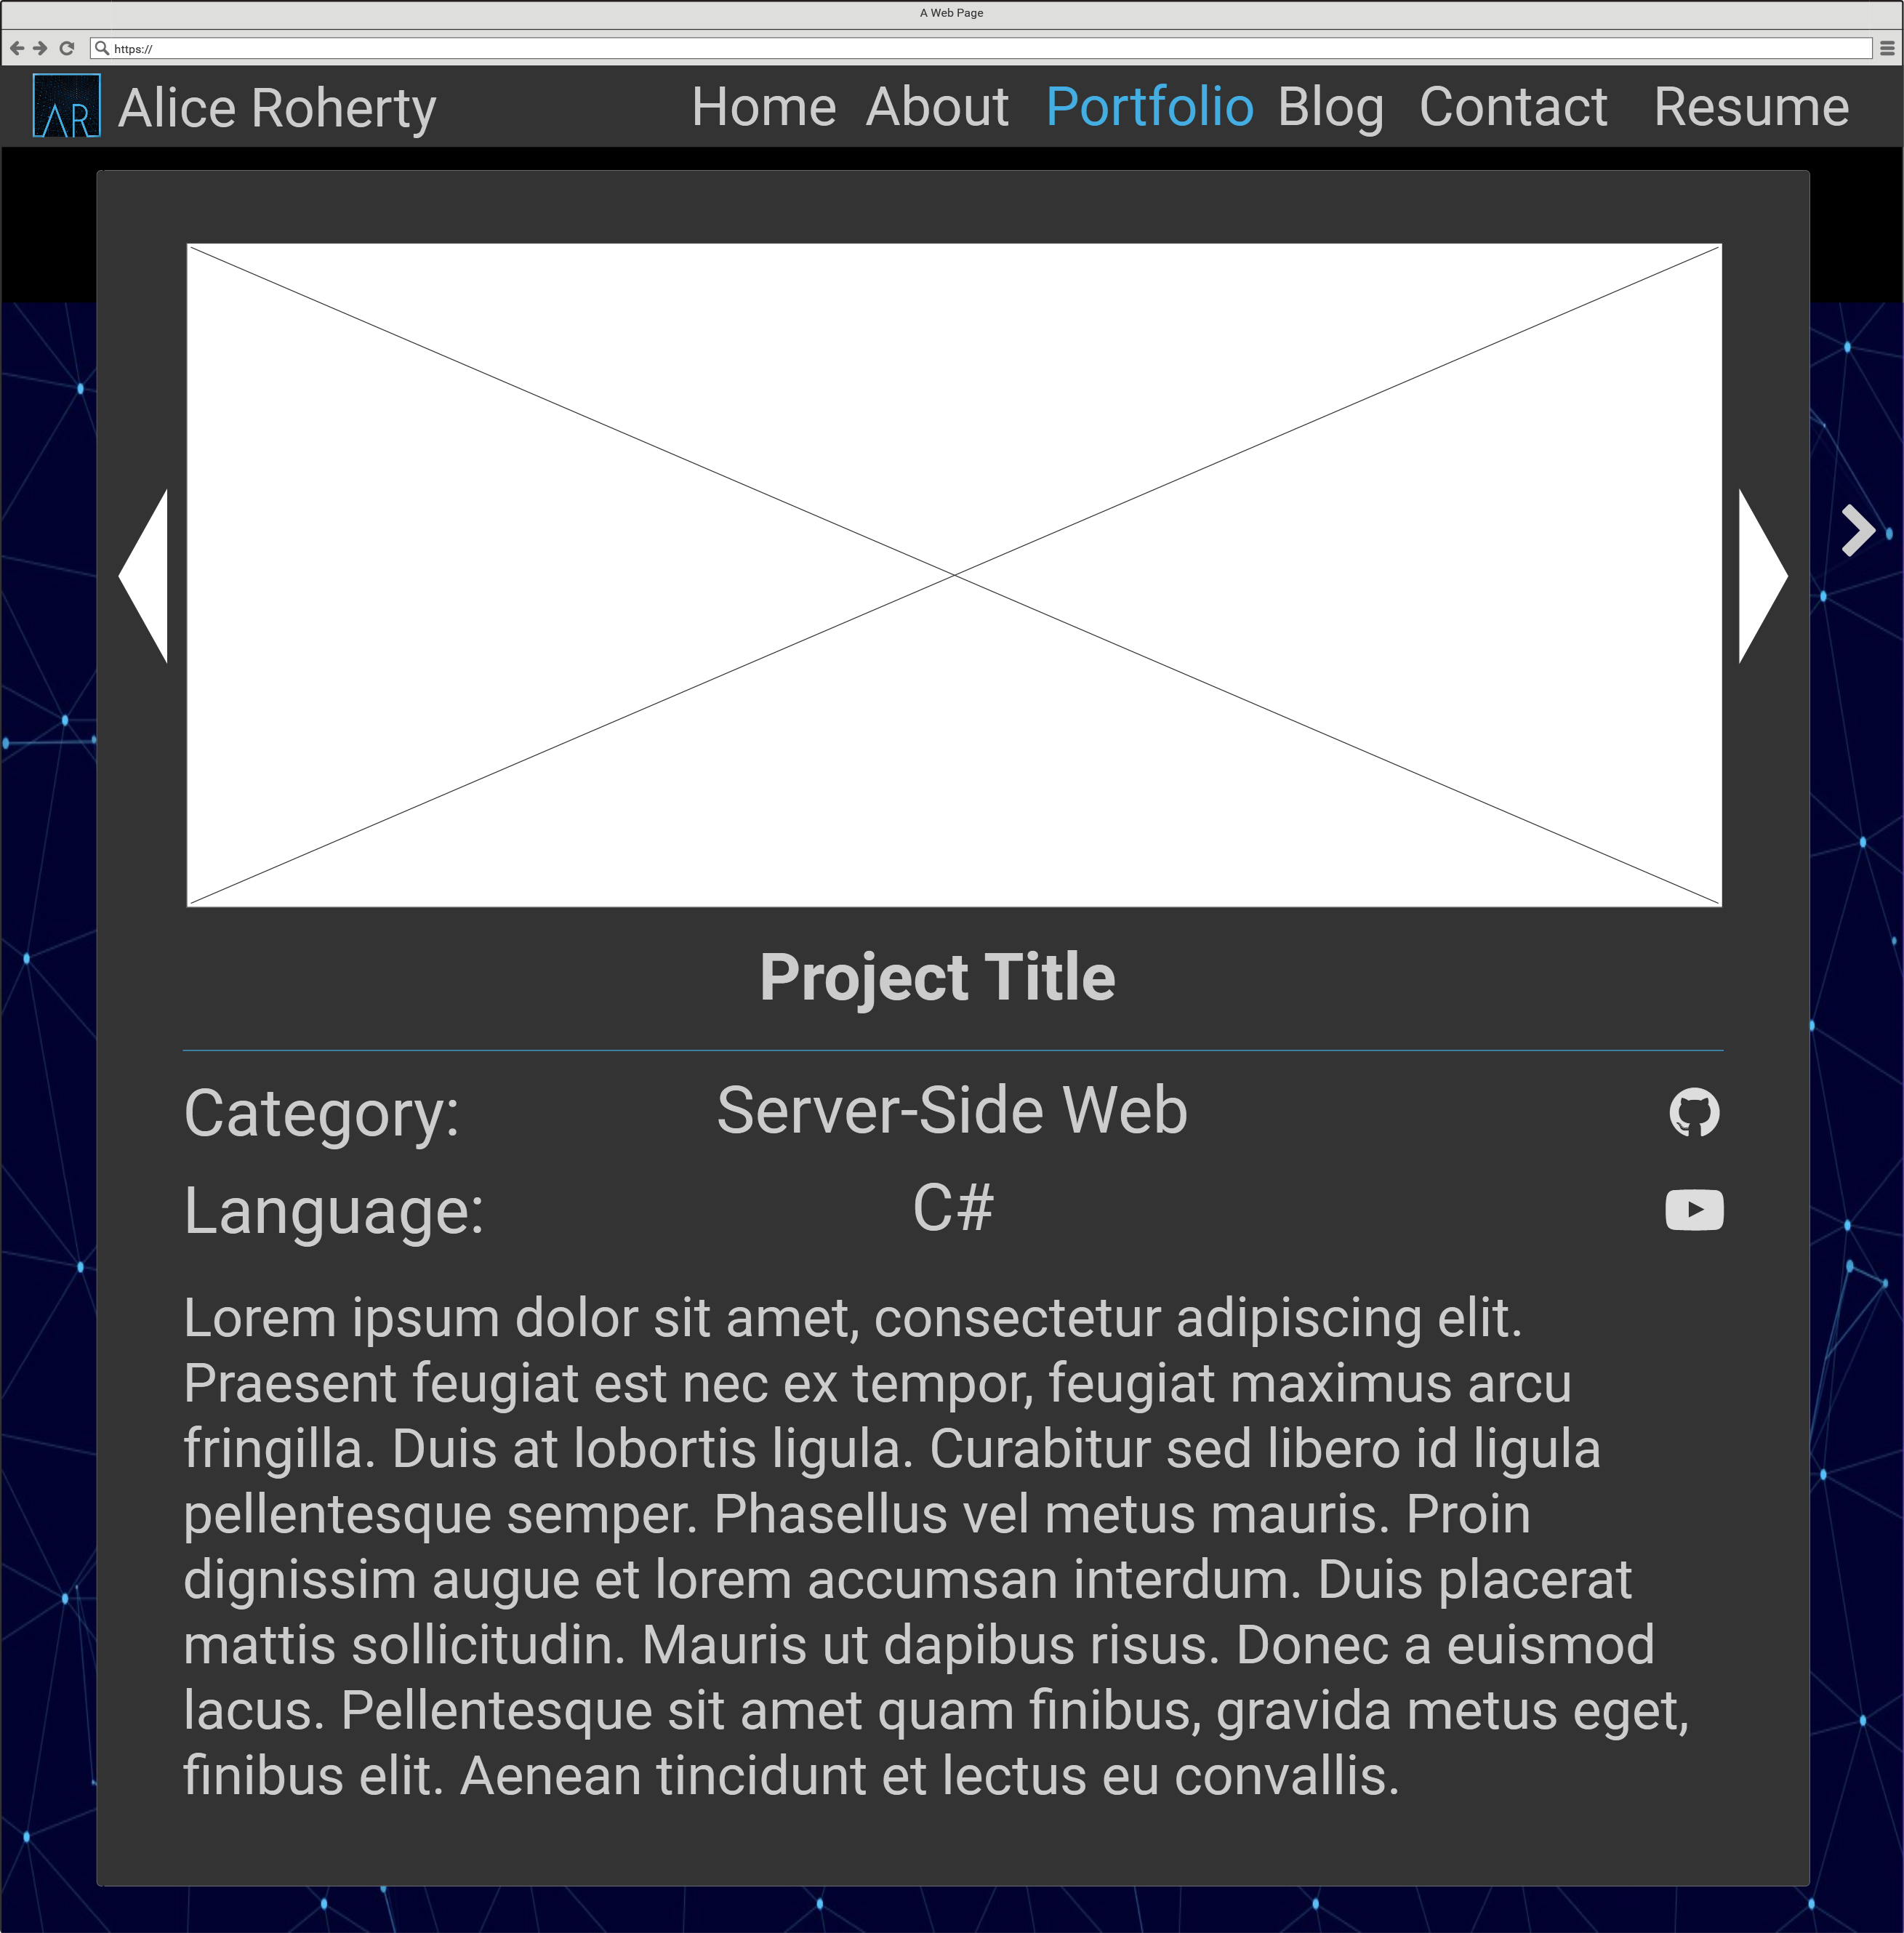 A Web Page
https://
AR Alice Roherty Home About Portfolio Blog Contact Resume
Project Title
Category: Server-Side Web
Language: C#
Lorem ipsum dolor sit amet, consectetur adipiscing elit.
Praesent feugiat est nec ex tempor, feugiat maximus arcu
fringilla. Duis at lobortis ligula. Curabitur sed libero id ligula
pellentesque semper. Phasellus vel metus mauris. Proin
dignissim augue et lorem accumsan interdum. Duis placerat
mattis sollicitudin. Mauris ut dapibus risus. Donec a euismod
lacus. Pellentesque sit amet quam finibus, gravida metus eget,
finibus elit. Aenean tincidunt et lectus eu convallis.